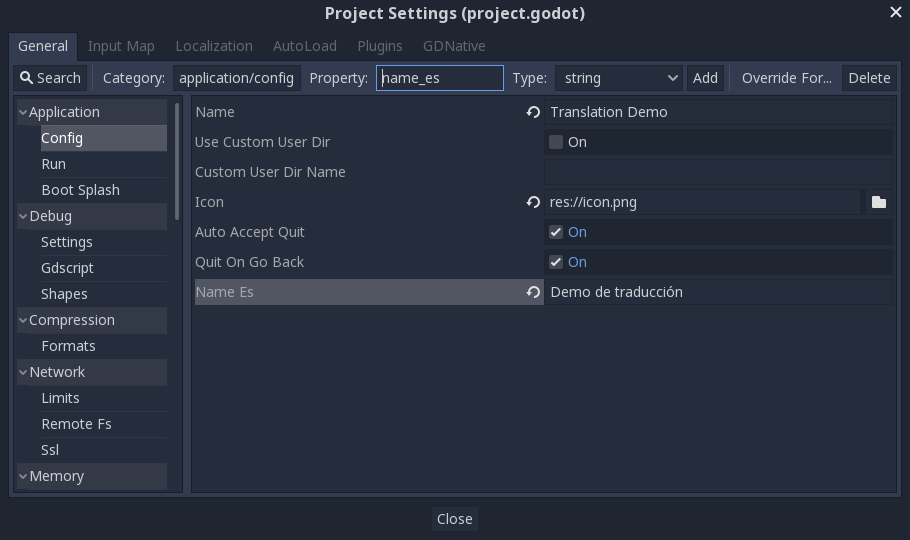 Project Settings (project.godot)
General Input Map Localization AutoLoad Plugins GDNative
Search Category: application/config Property: name_es Type: string Add Override For... Delete
Application
Config
Run
Boot Splash
Debug
Settings
Gdscript
Shapes
Compression
Formats
Network
Limits
Remote Fs
Ssl
Memory
Name Translation Demo
Use Custom User Dir On
Custom User Dir Name
Icon res://icon.png
Auto Accept Quit On
Quit On Go Back On
Name Es Demo de traducción
Close